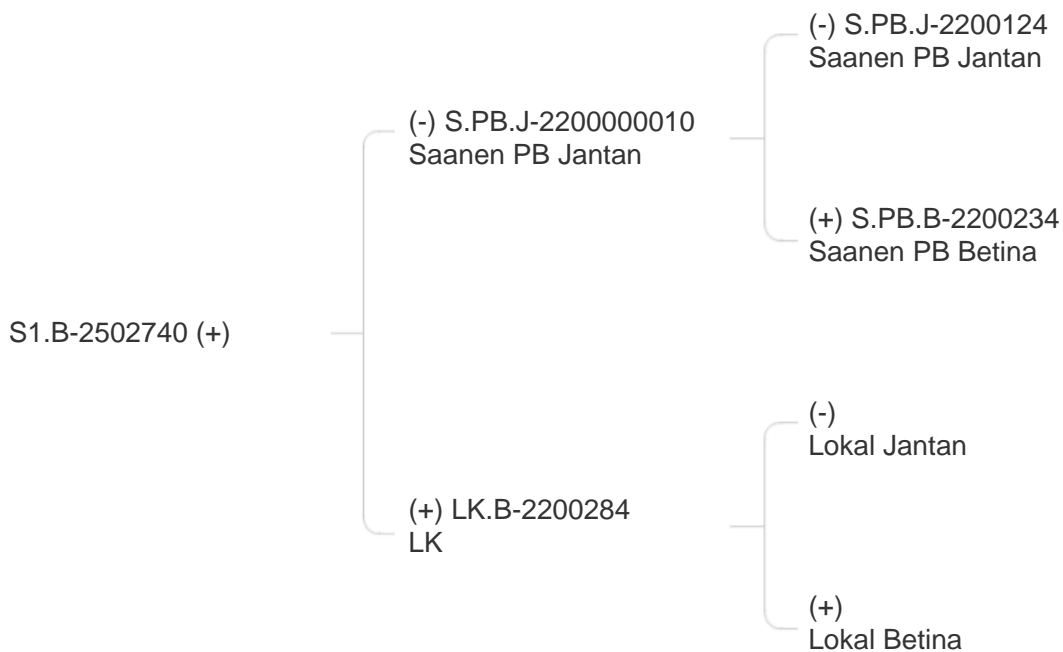 (-) S.PB.J-2200124
Saanen PB Jantan
(-) S.PB.J-2200000010
Saanen PB Jantan
(+) S.PB.B-2200234
Saanen PB Betina
S1.B-2502740 (+)
(-)
Lokal Jantan
(+) LK.B-2200284
LK
(+)
Lokal Betina